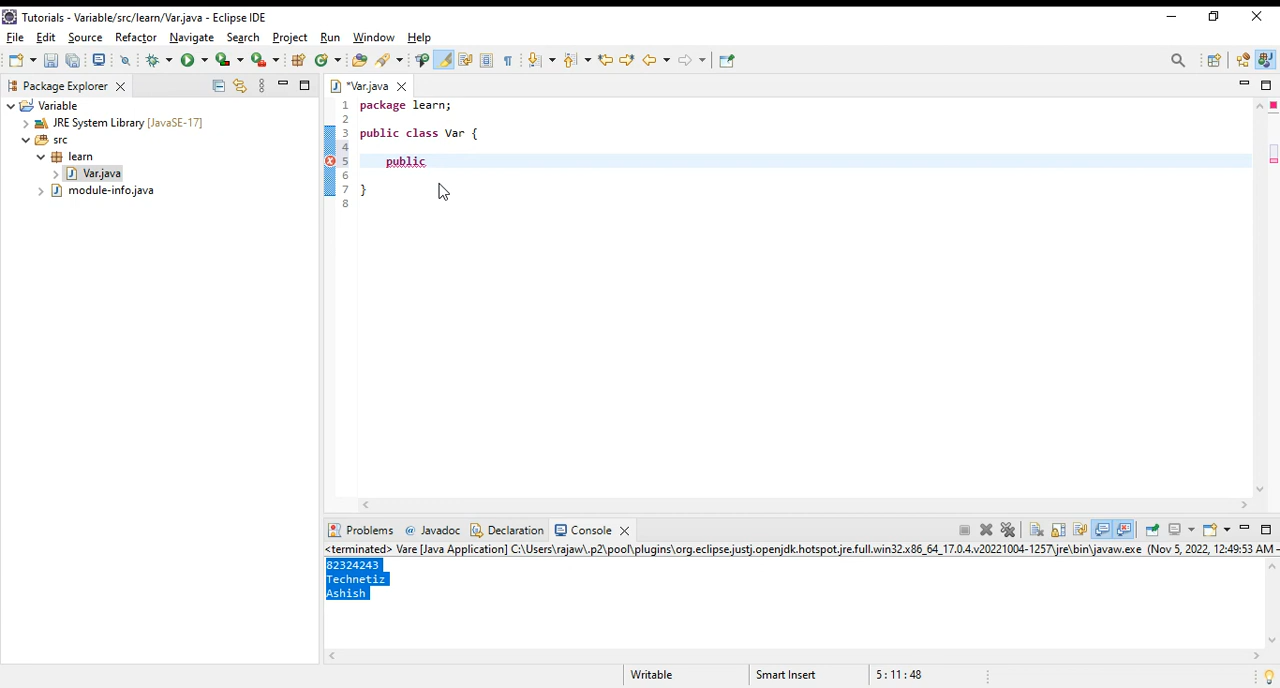 Tutorials - Variable/src/learn/Var.java - Eclipse IDE
File Edit Source Refactor Navigate Search Project Run Window Help
Package Explorer
*Var.java
Variable
JRE System Library [JavaSE-17]
src
learn
Var.java
module-info.java
1 package learn;
2
3 public class Var {
4
5 public
6
7 }
8
Problems @ Javadoc Declaration Console
<terminated> Vare [Java Application] C:\Users\rajaw\.p2\pool\plugins\org.eclipse.justj.openjdk.hotspot.jre.full.win32.x86_64_17.0.4.v20221004-1257\jre\bin\javaw.exe (Nov 5, 2022, 12:49:53 AM -
82324243
Technetiz
Ashish
Writable Smart Insert 5 : 11 : 48